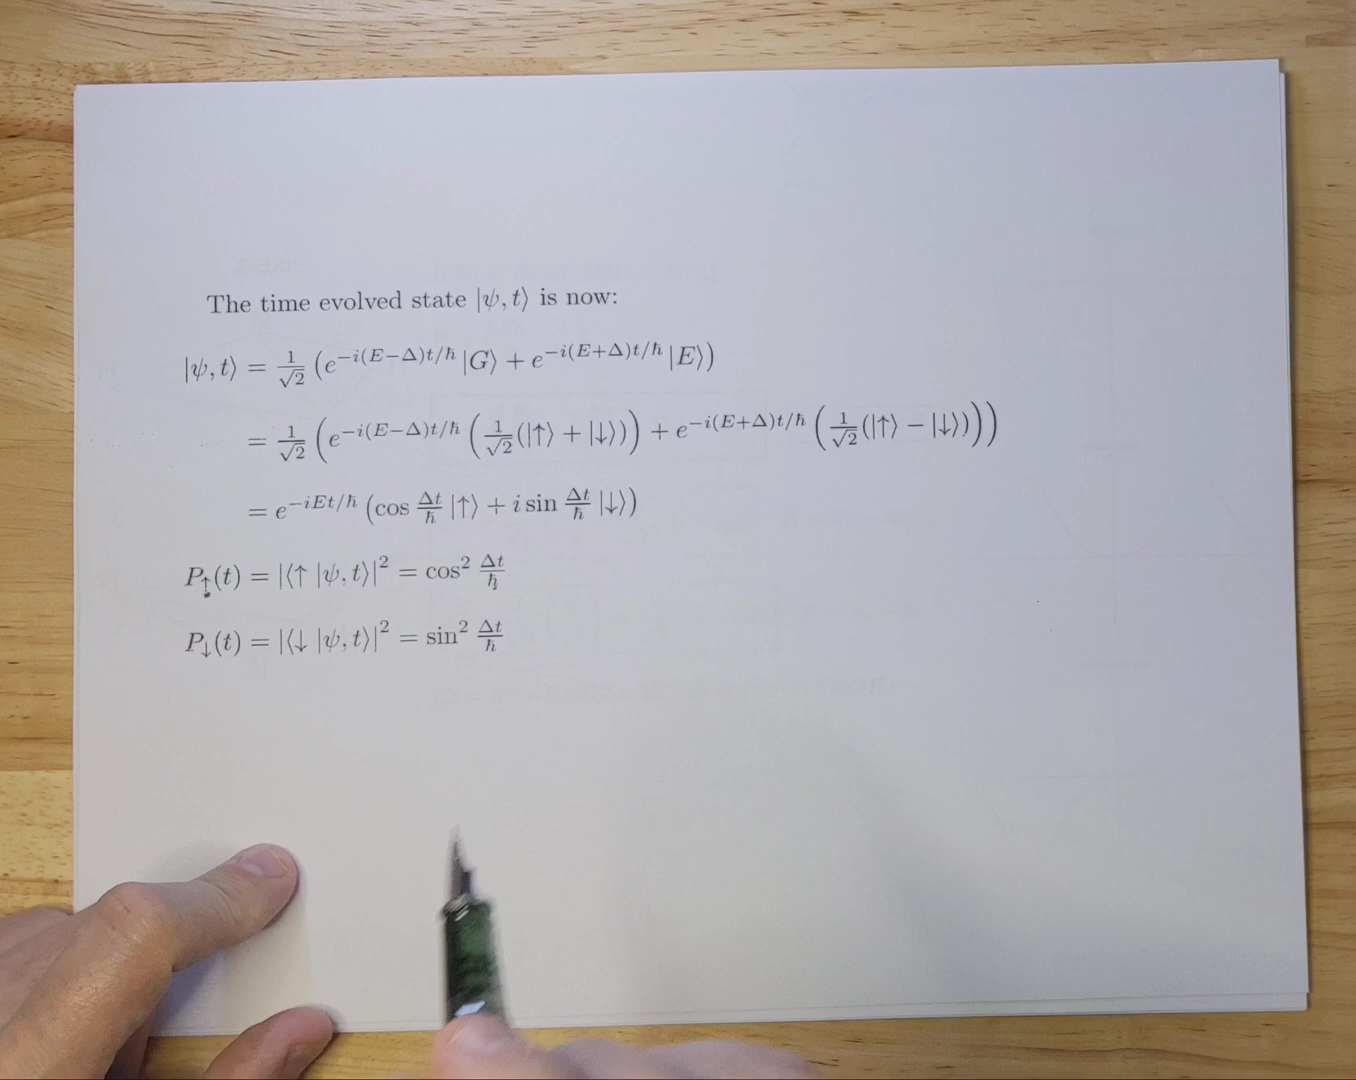 The time evolved state |ψ, t⟩ is now:
|ψ, t⟩ = 1/√2 (e^{−i(E−Δ)t/ħ} |G⟩ + e^{−i(E+Δ)t/ħ} |E⟩)
= 1/√2 (e^{−i(E−Δ)t/ħ} (1/√2 (|↑⟩ + |↓⟩)) + e^{−i(E+Δ)t/ħ} (1/√2 (|↑⟩ − |↓⟩)))
= e^{−iEt/ħ} (cos Δt/ħ |↑⟩ + i sin Δt/ħ |↓⟩)
P↑(t) = |⟨↑ |ψ, t⟩|² = cos² Δt/ħ
P↓(t) = |⟨↓ |ψ, t⟩|² = sin² Δt/ħ